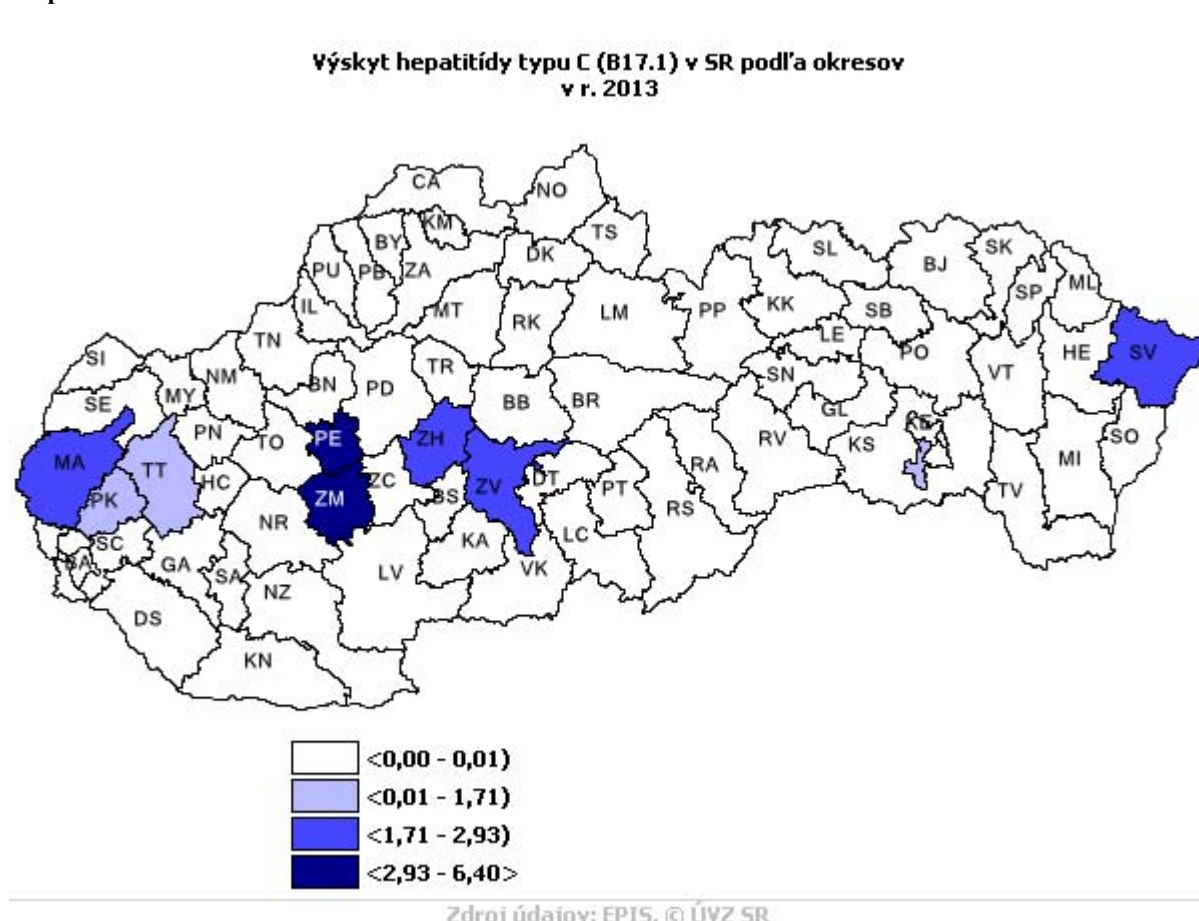 Výskyt hepatitídy typu C (B17.1) v SR podľa okresov
v r. 2013
CA
NO
KM
TS
BY
DK
SL
SK
PU
PB
ZA
BJ
ML
SP
IL
KK
PP
MT
LM
SB
RK
TN
LE
PO
HE
SV
SI
TR
NM
BN
PD
SN
VT
MY
SE
BB
BR
GL
KE
PN
TO
PE
ZH
RV
KS
SO
MA
TT
RA
MI
HC
ZC
ZV
DT
PT
PK
ZM
BS
TV
RS
NR
SC
KA
LC
BA
GA
SA
LV
VK
NZ
DS
KN
<0,00 - 0,01)
<0,01 - 1,71)
<1,71 - 2,93)
<2,93 - 6,40>
Zdroj údajov: EPIS, © ÚVZ SR